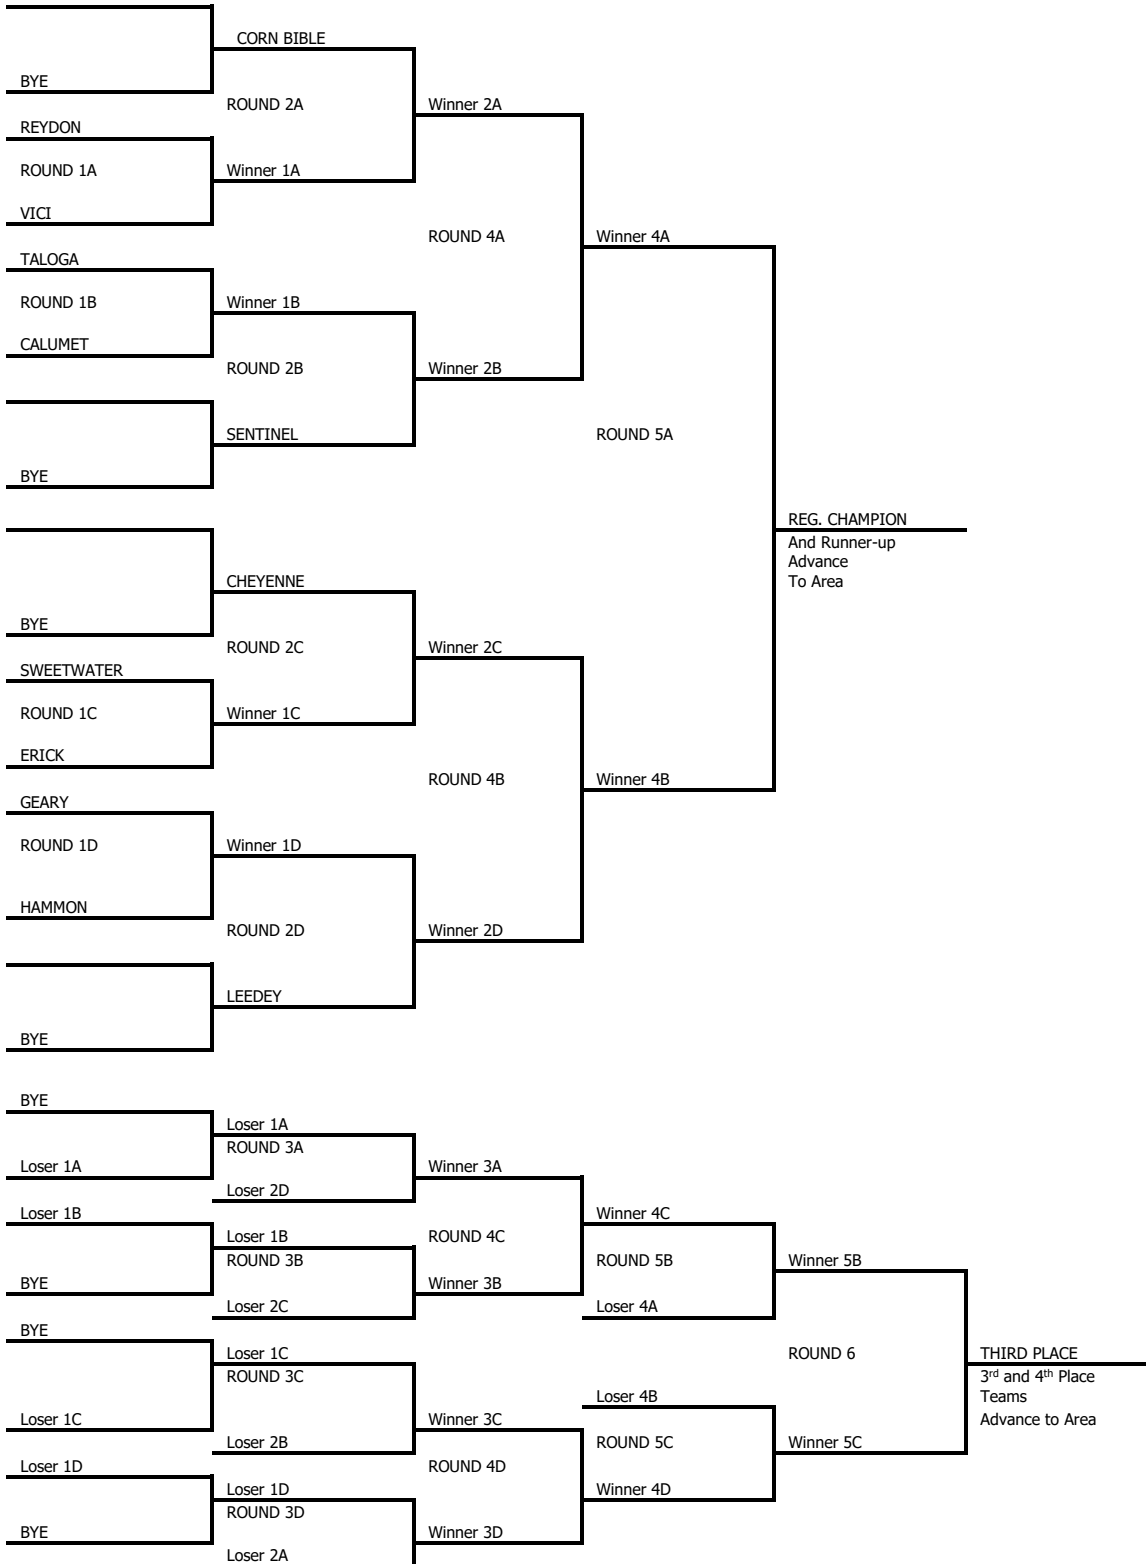 CORN BIBLE
BYE
ROUND 2A
Winner 2A
REYDON
ROUND 1A
Winner 1A
VICI
ROUND 4A
Winner 4A
TALOGA
ROUND 1B
Winner 1B
CALUMET
ROUND 2B
Winner 2B
SENTINEL
ROUND 5A
BYE
REG. CHAMPION
And Runner-up
Advance
To Area
CHEYENNE
BYE
ROUND 2C
Winner 2C
SWEETWATER
ROUND 1C
Winner 1C
ERICK
ROUND 4B
Winner 4B
GEARY
ROUND 1D
Winner 1D
HAMMON
ROUND 2D
Winner 2D
LEEDEY
BYE
BYE
Loser 1A
ROUND 3A
Loser 1A
Winner 3A
Loser 2D
Loser 1B
Winner 4C
Loser 1B
ROUND 4C
ROUND 3B
ROUND 5B
Winner 5B
BYE
Winner 3B
Loser 2C
Loser 4A
BYE
Loser 1C
ROUND 6
THIRD PLACE
ROUND 3C
3rd and 4th Place
Teams
Loser 4B
Loser 1C
Winner 3C
Advance to Area
Loser 2B
ROUND 5C
Winner 5C
Loser 1D
ROUND 4D
Loser 1D
Winner 4D
ROUND 3D
BYE
Winner 3D
Loser 2A